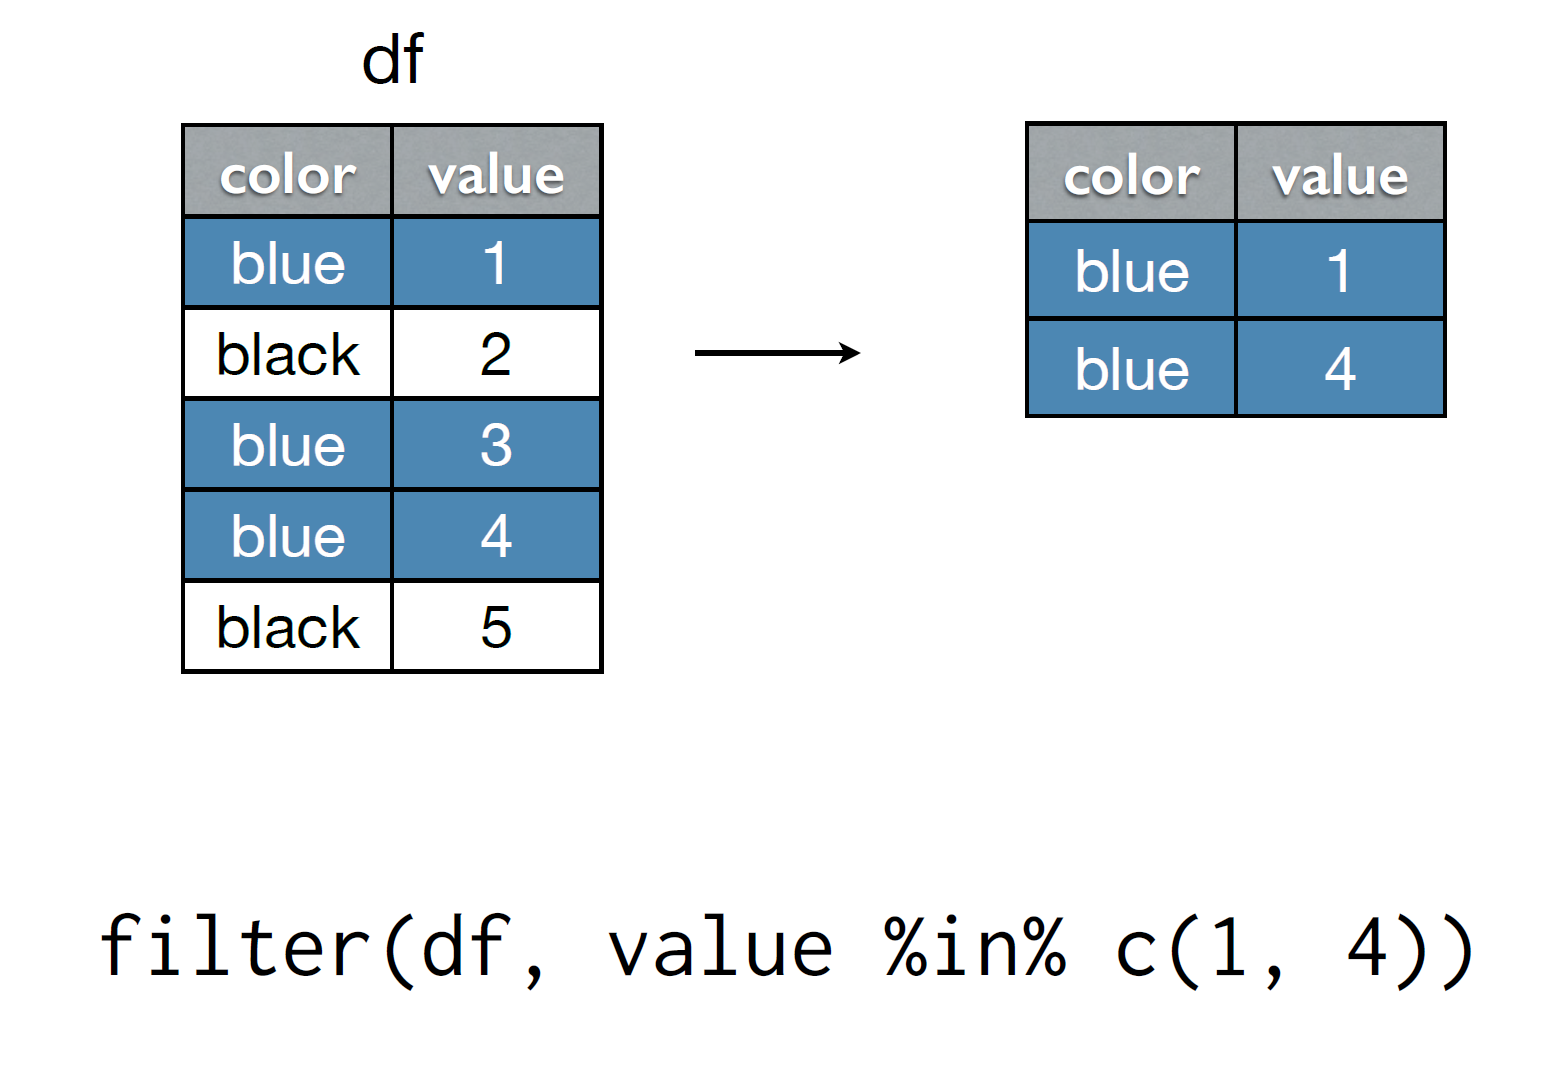 df
color value
blue 1
black 2
blue 3
blue 4
black 5
color value
blue 1
blue 4
filter(df, value %in% c(1, 4))